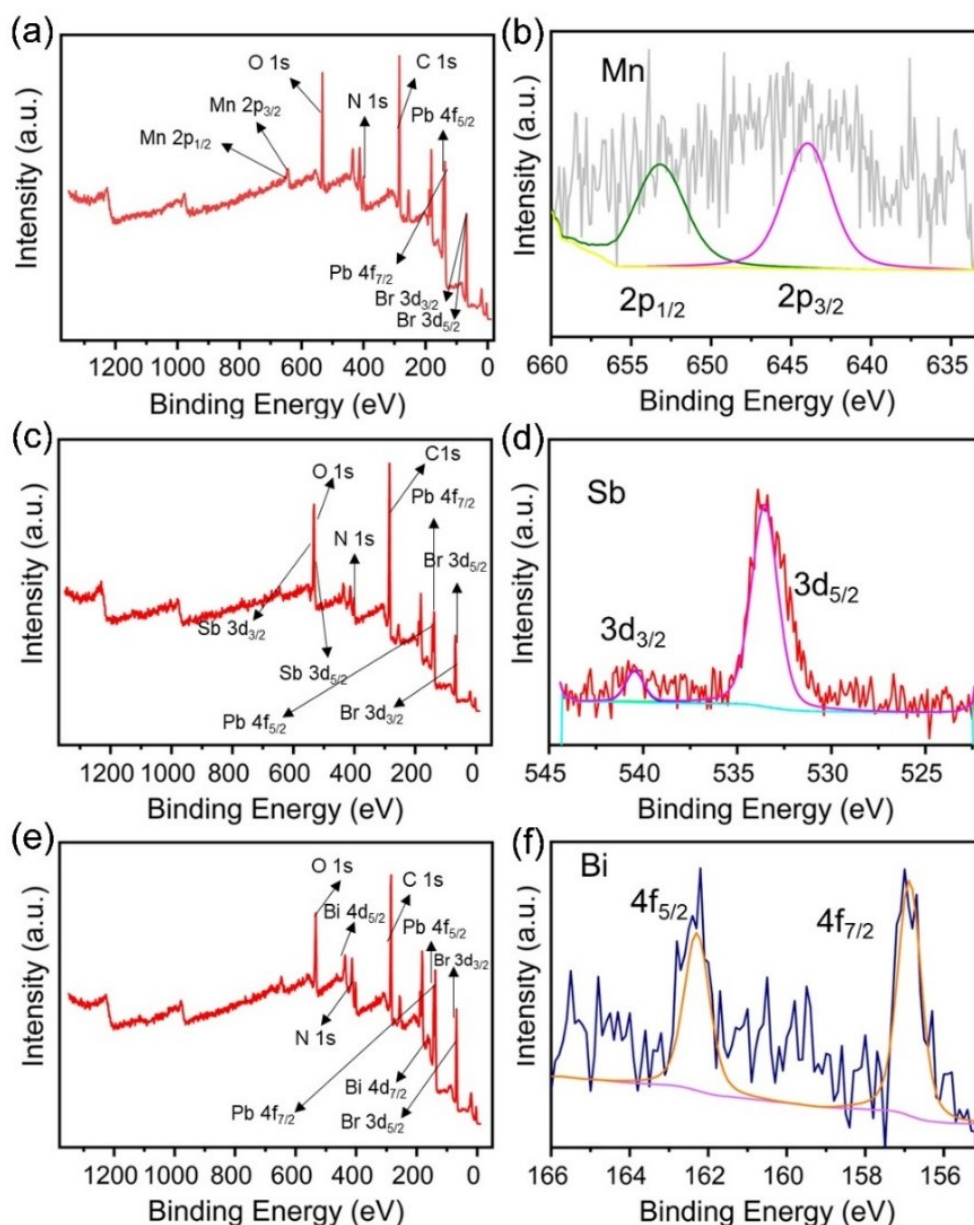 (a)
O 1s
C 1s
Mn 2p3/2
N 1s
Pb 4f5/2
Mn 2p1/2
Pb 4f7/2
Br 3d3/2
Br 3d5/2
Intensity (a.u.)
1200 1000 800 600 400 200 0
Binding Energy (eV)
(b)
Mn
2p1/2
2p3/2
Intensity (a.u.)
660 655 650 645 640 635
Binding Energy (eV)
(c)
O 1s
C1s
Pb 4f7/2
N 1s
Br 3d5/2
Sb 3d3/2
Sb 3d5/2
Pb 4f5/2
Br 3d3/2
Intensity (a.u.)
1200 1000 800 600 400 200 0
Binding Energy (eV)
(d)
Sb
3d5/2
3d3/2
Intensity (a.u.)
545 540 535 530 525
Binding Energy (eV)
(e)
O 1s
C 1s
Bi 4d5/2
Pb 4f5/2
Br 3d3/2
N 1s
Bi 4d7/2
Pb 4f7/2
Br 3d5/2
Intensity (a.u.)
1200 1000 800 600 400 200 0
Binding Energy (eV)
(f)
Bi
4f5/2
4f7/2
Intensity (a.u.)
166 164 162 160 158 156
Binding Energy (eV)